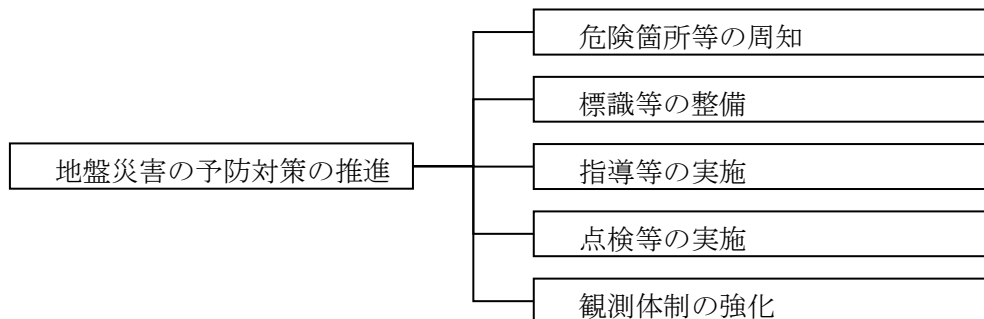 危険箇所等の周知
標識等の整備
地盤災害の予防対策の推進
指導等の実施
点検等の実施
観測体制の強化